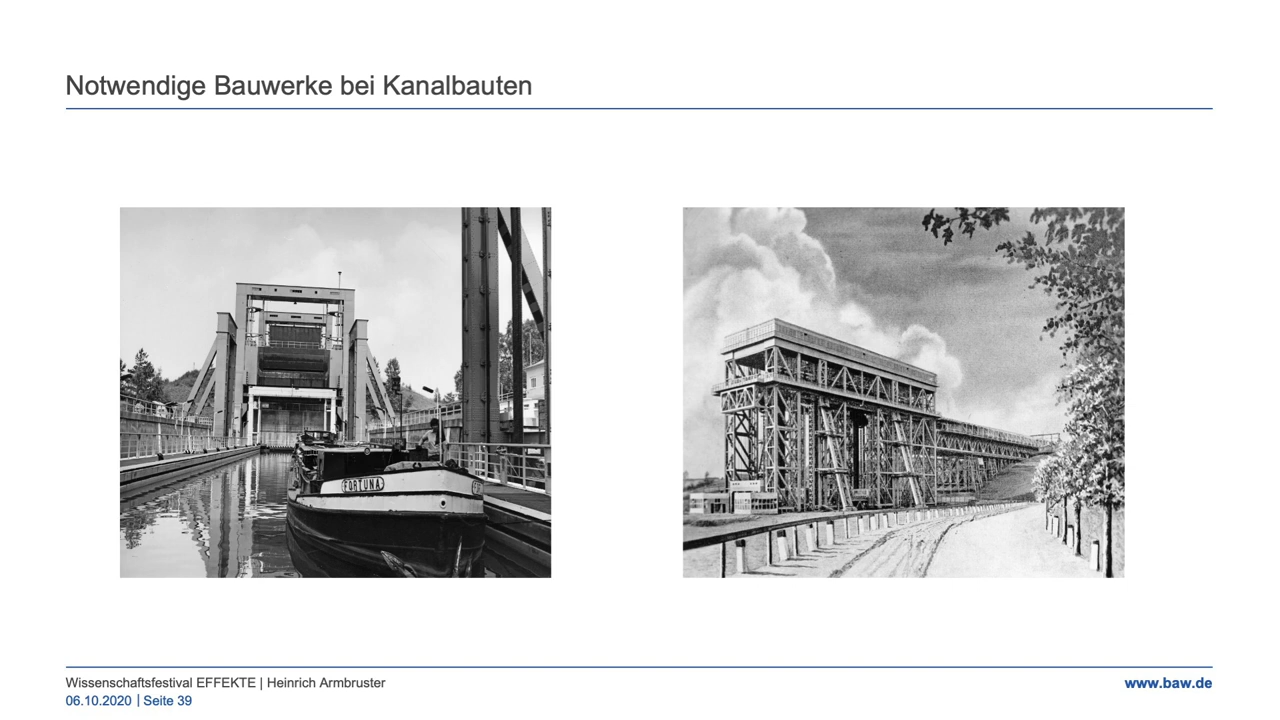 Notwendige Bauwerke bei Kanalbauten
FORTUNA
Wissenschaftsfestival EFFEKTE | Heinrich Armbruster
www.baw.de
06.10.2020 | Seite 39